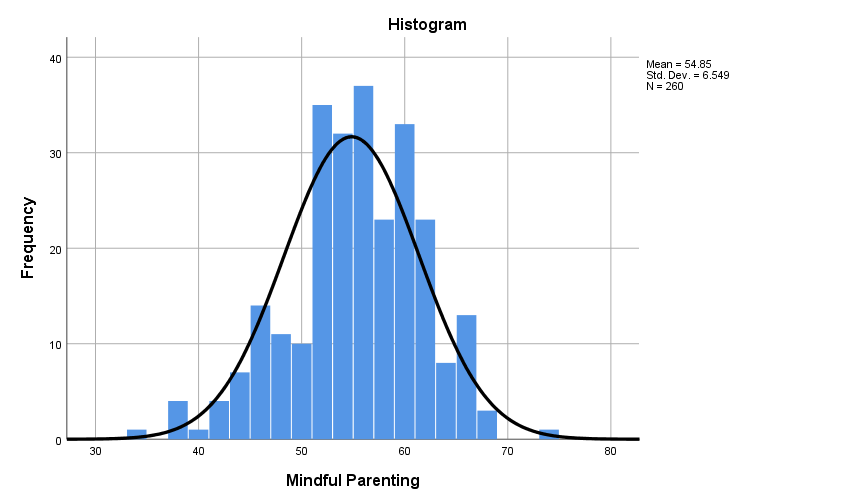 Histogram
Mean = 54.85
Std. Dev. = 6.549
N = 260
Frequency
40
30
20
10
0
30 40 50 60 70 80
Mindful Parenting